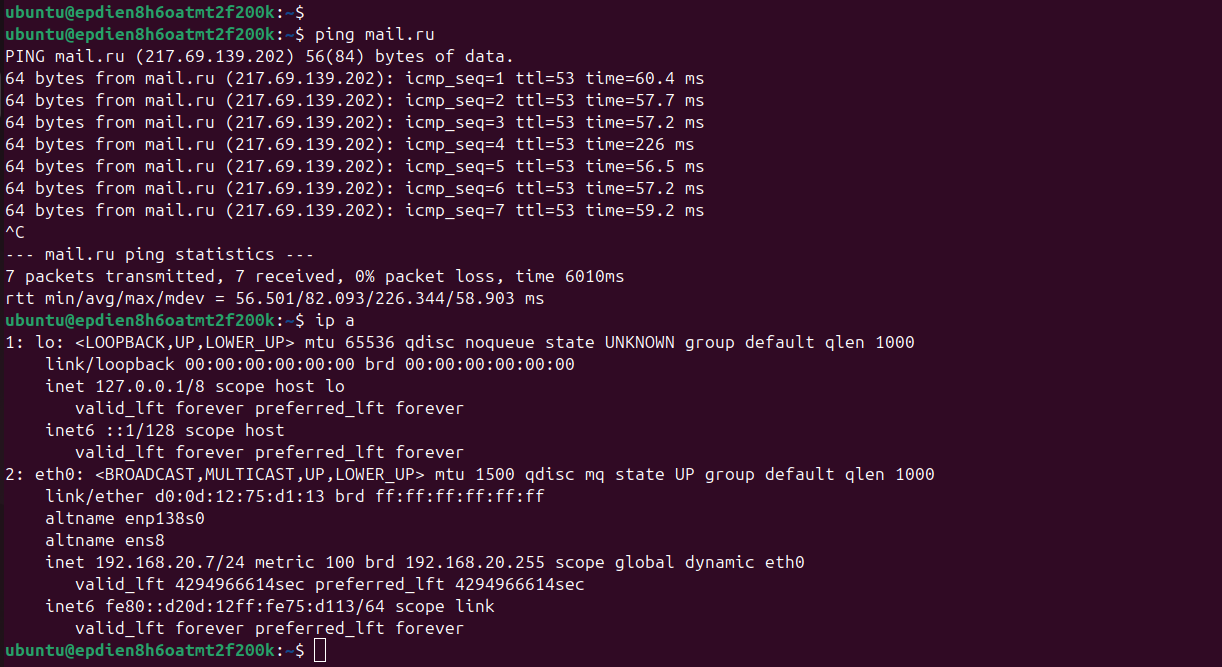 ubuntu@epdien8h6oatmt2f200k:~$
ubuntu@epdien8h6oatmt2f200k:~$ ping mail.ru
PING mail.ru (217.69.139.202) 56(84) bytes of data.
64 bytes from mail.ru (217.69.139.202): icmp_seq=1 ttl=53 time=60.4 ms
64 bytes from mail.ru (217.69.139.202): icmp_seq=2 ttl=53 time=57.7 ms
64 bytes from mail.ru (217.69.139.202): icmp_seq=3 ttl=53 time=57.2 ms
64 bytes from mail.ru (217.69.139.202): icmp_seq=4 ttl=53 time=226 ms
64 bytes from mail.ru (217.69.139.202): icmp_seq=5 ttl=53 time=56.5 ms
64 bytes from mail.ru (217.69.139.202): icmp_seq=6 ttl=53 time=57.2 ms
64 bytes from mail.ru (217.69.139.202): icmp_seq=7 ttl=53 time=59.2 ms
^C
--- mail.ru ping statistics ---
7 packets transmitted, 7 received, 0% packet loss, time 6010ms
rtt min/avg/max/mdev = 56.501/82.093/226.344/58.903 ms
ubuntu@epdien8h6oatmt2f200k:~$ ip a
1: lo: <LOOPBACK,UP,LOWER_UP> mtu 65536 qdisc noqueue state UNKNOWN group default qlen 1000
    link/loopback 00:00:00:00:00:00 brd 00:00:00:00:00:00
    inet 127.0.0.1/8 scope host lo
       valid_lft forever preferred_lft forever
    inet6 ::1/128 scope host
       valid_lft forever preferred_lft forever
2: eth0: <BROADCAST,MULTICAST,UP,LOWER_UP> mtu 1500 qdisc mq state UP group default qlen 1000
    link/ether d0:0d:12:75:d1:13 brd ff:ff:ff:ff:ff:ff
    altname enp138s0
    altname ens8
    inet 192.168.20.7/24 metric 100 brd 192.168.20.255 scope global dynamic eth0
       valid_lft 4294966614sec preferred_lft 4294966614sec
    inet6 fe80::d20d:12ff:fe75:d113/64 scope link
       valid_lft forever preferred_lft forever
ubuntu@epdien8h6oatmt2f200k:~$